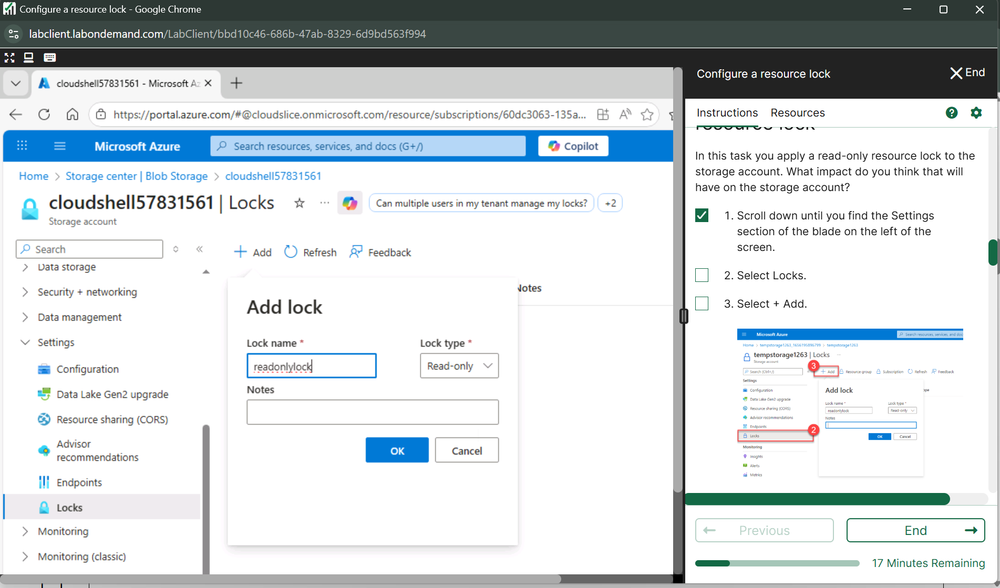 Configure a resource lock - Google Chrome
labclient.labondemand.com/LabClient/bbd10c46-686b-47ab-8329-6d9bd563f994
cloudshell57831561 - Microsoft Az
https://portal.azure.com/#@cloudslice.onmicrosoft.com/resource/subscriptions/60dc3063-135a...
Microsoft Azure
Search resources, services, and docs (G+/)
Copilot
Home > Storage center | Blob Storage > cloudshell57831561
cloudshell57831561 | Locks
Storage account
Can multiple users in my tenant manage my locks?
+2
Search
Add
Refresh
Feedback
Data storage
Security + networking
Data management
Settings
Configuration
Data Lake Gen2 upgrade
Resource sharing (CORS)
Advisor
recommendations
Endpoints
Locks
Monitoring
Monitoring (classic)
Notes
Add lock
Lock name *
Lock type *
readonlylock
Read-only
Notes
OK
Cancel
Configure a resource lock
End
Instructions
Resources
resource lock
In this task you apply a read-only resource lock to the
storage account. What impact do you think that will
have on the storage account?
1. Scroll down until you find the Settings
section of the blade on the left of the
screen.
2. Select Locks.
3. Select + Add.
Microsoft Azure
Search resources, services, and doc
Home > tempstorage1263_1656195896799 > tempstorage1263
tempstorage1263 | Locks
Storage account
3
Search (Ctrl+/)
Add
Resource group
Subscription
Refresh
Feedback
Settings
Configuration
Data Lake Gen2 upgrade
Resource sharing (CORS)
Advisor recommendations
Endpoints
2
Locks
Monitoring
Insights
Alerts
Metrics
Add lock
Lock name *
Lock type *
readonlylock
Read-only
Notes
OK
Cancel
Previous
End
17 Minutes Remaining